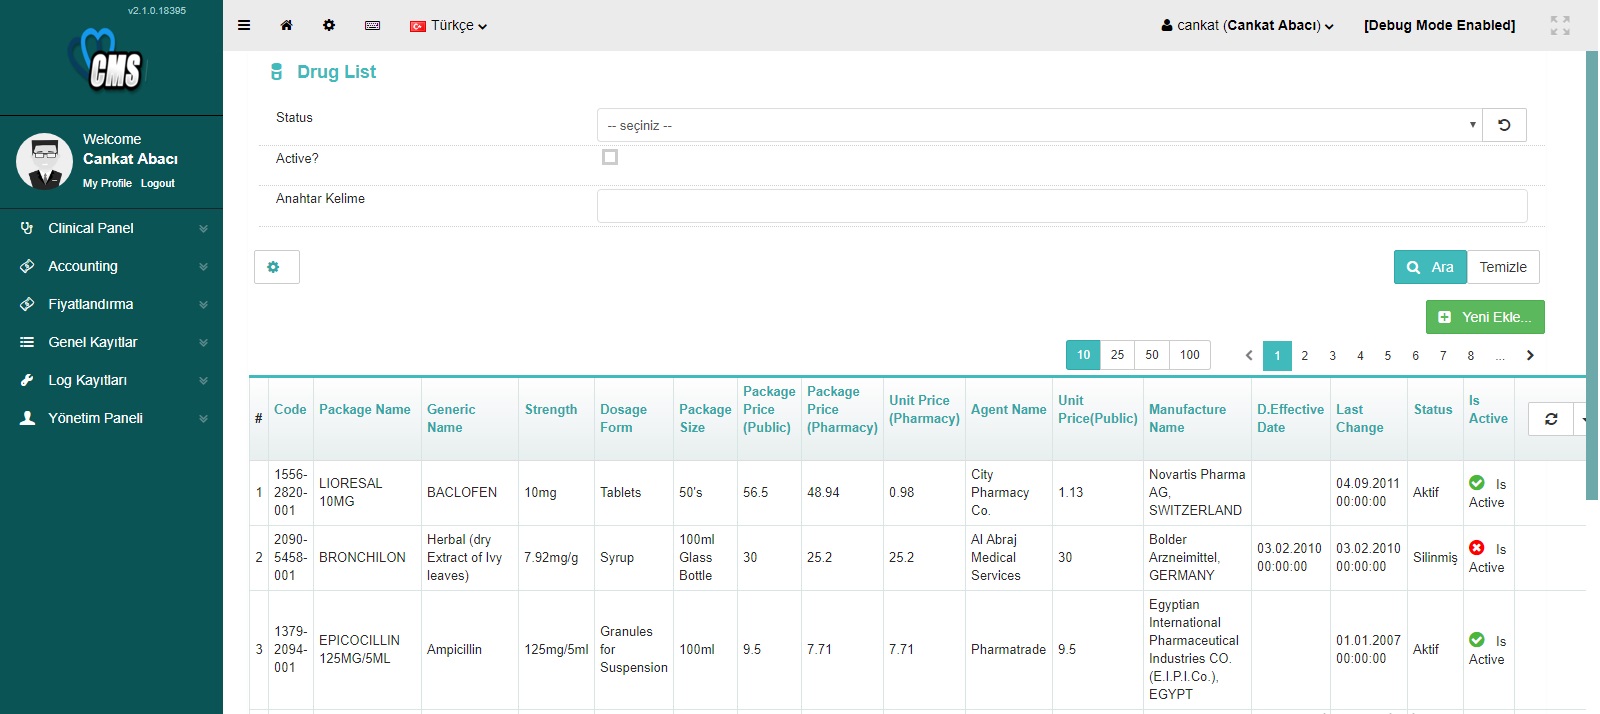 v2.1.0.18395
CMS
Welcome
Cankat Abacı
My Profile Logout
Clinical Panel
Accounting
Fiyatlandırma
Genel Kayıtlar
Log Kayıtları
Yönetim Paneli
Türkçe
cankat (Cankat Abacı)
[Debug Mode Enabled]
Drug List
Status
-- seçiniz --
Active?
Anahtar Kelime
Ara
Temizle
Yeni Ekle...
10 25 50 100
1 2 3 4 5 6 7 8 ...
#
Code
Package Name
Generic
Name
Strength
Dosage
Form
Package
Size
Package
Price
(Public)
Package
Price
(Pharmacy)
Unit Price
(Pharmacy)
Agent Name
Unit
Price(Public)
Manufacture
Name
D.Effective
Date
Last
Change
Status
Is
Active
1
1556-
2820-
001
LIORESAL
10MG
BACLOFEN
10mg
Tablets
50's
56.5
48.94
0.98
City
Pharmacy
Co.
1.13
Novartis Pharma
AG,
SWITZERLAND
04.09.2011
00:00:00
Aktif
Is
Active
2
2090-
5458-
001
BRONCHILON
Herbal (dry
Extract of Ivy
leaves)
7.92mg/g
Syrup
100ml
Glass
Bottle
30
25.2
25.2
Al Abraj
Medical
Services
30
Bolder
Arzneimittel,
GERMANY
03.02.2010
00:00:00
03.02.2010
00:00:00
Silinmiş
Is
Active
3
1379-
2094-
001
EPICOCILLIN
125MG/5ML
Ampicillin
125mg/5ml
Granules
for
Suspension
100ml
9.5
7.71
7.71
Pharmatrade
9.5
Egyptian
International
Pharmaceutical
Industries CO.
(E.I.P.I.Co.),
EGYPT
01.01.2007
00:00:00
Aktif
Is
Active